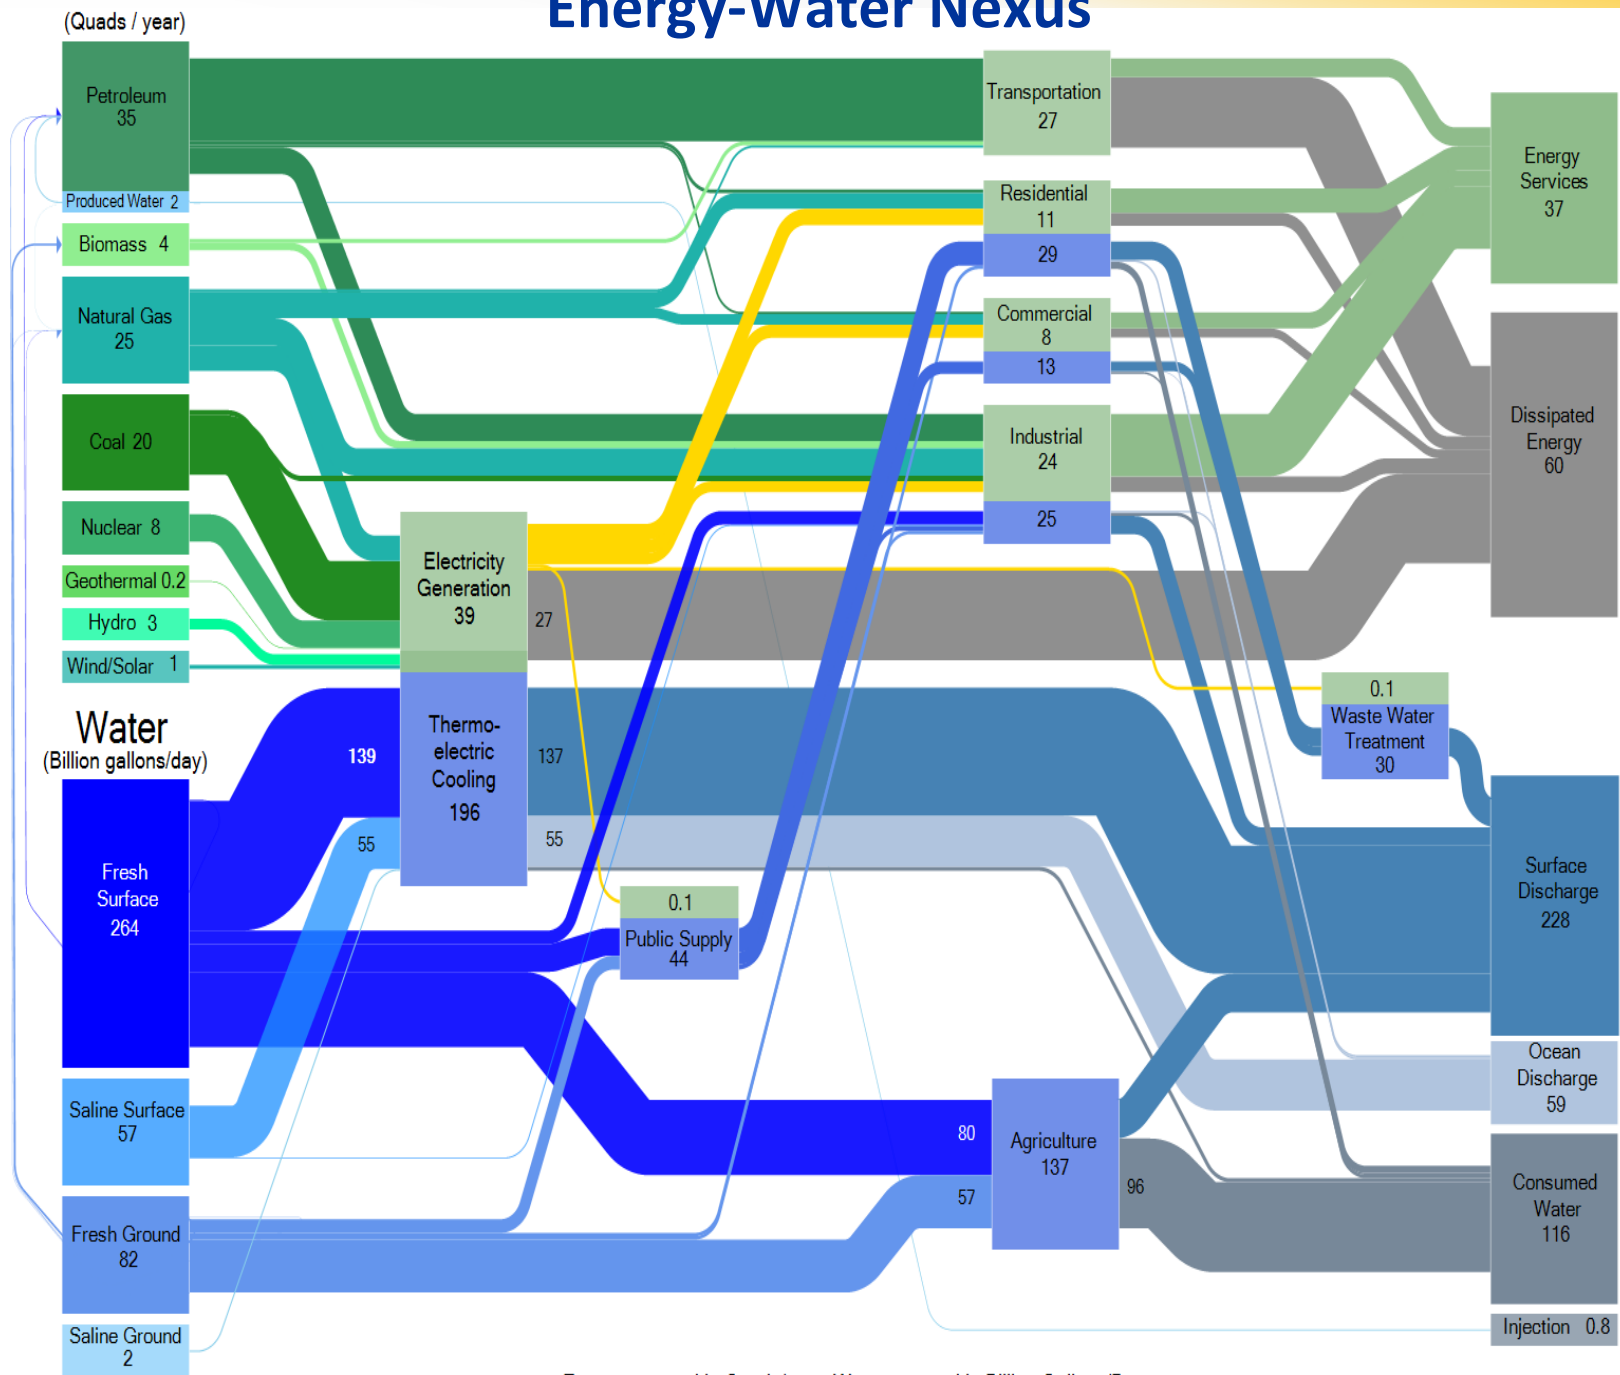 Energy-Water Nexus
(Quads / year)
Petroleum
35
Produced Water 2
Biomass 4
Natural Gas
25
Coal 20
Nuclear 8
Geothermal 0.2
Hydro 3
Wind/Solar 1
Water
(Billion gallons/day)
Fresh
Surface
264
Saline Surface
57
Fresh Ground
82
Saline Ground
2
139
55
Electricity
Generation
39
Thermo-
electric
Cooling
196
27
137
55
0.1
Public Supply
44
Transportation
27
Residential
11
29
Commercial
8
13
Industrial
24
25
80
57
Agriculture
137
96
0.1
Waste Water
Treatment
30
Energy
Services
37
Dissipated
Energy
60
Surface
Discharge
228
Ocean
Discharge
59
Consumed
Water
116
Injection 0.8